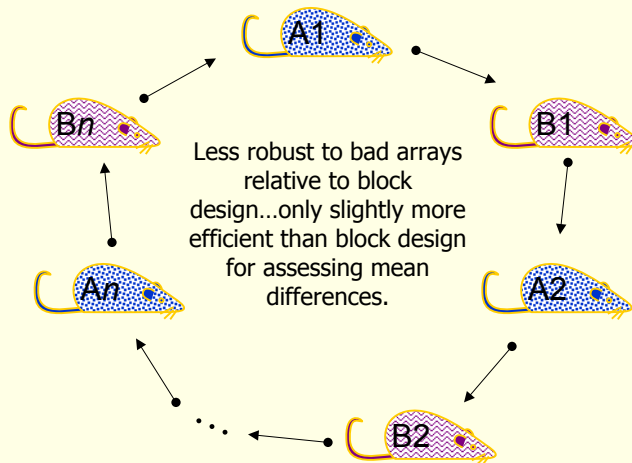 A1
Bn
B1
Less robust to bad arrays
relative to block
design...only slightly more
efficient than block design
for assessing mean
differences.
An
A2
...
B2